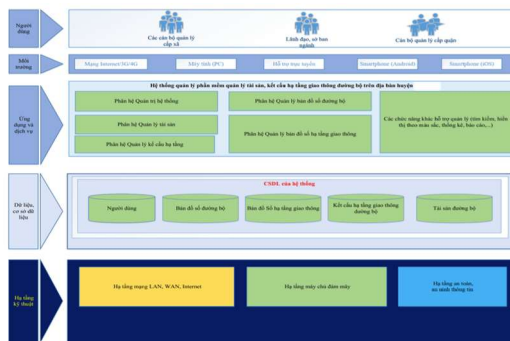 Người dùng
Các cán bộ quản lý cấp xã
Lãnh đạo, sở ban ngành
Cán bộ quản lý cấp quận
Môi trường
Mạng Internet/3G/4G
Máy tính (PC)
Hỗ trợ trực tuyến
Smartphone (Android)
Smartphone (iOS)
Ứng dụng và dịch vụ
Hệ thống quản lý phần mềm quản lý tài sản, kết cấu hạ tầng giao thông đường bộ trên địa bàn huyện
Phân hệ Quản trị hệ thống
Phân hệ Quản lý tài sản
Phân hệ Quản lý kế cấu hạ tầng
Phân hệ Quản lý bản đồ số đường bộ
Phân hệ Quản lý bản đồ số hạ tầng giao thông
Các chức năng khác hỗ trợ quản lý (tìm kiếm, hiển thị theo màu sắc, thống kê, báo cáo,..)
Dữ liệu, cơ sở dữ liệu
CSDL của hệ thống
Người dùng
Bản đồ số đường bộ
Bản đồ Số hạ tầng giao thông
Kết cấu hạ tầng giao thông đường bộ
Tài sản đường bộ
Hạ tầng kỹ thuật
Hạ tầng mạng LAN, WAN, Internet
Hạ tầng máy chủ đám mây
Hạ tầng an toàn, an ninh thông tin